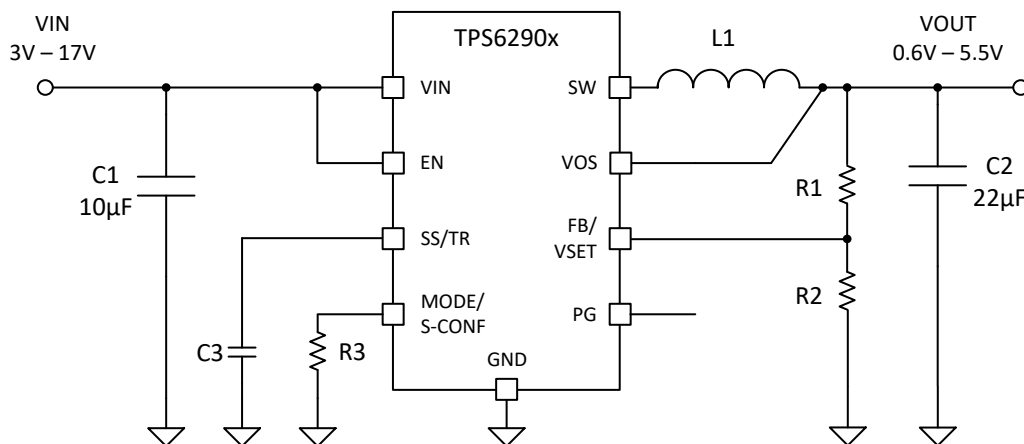 VIN
3V – 17V
TPS6290x
L1
VOUT
0.6V – 5.5V
VIN
SW
EN
VOS
C1
10µF
R1
C2
22µF
SS/TR
FB/
VSET
MODE/
S-CONF
R2
PG
C3
R3
GND